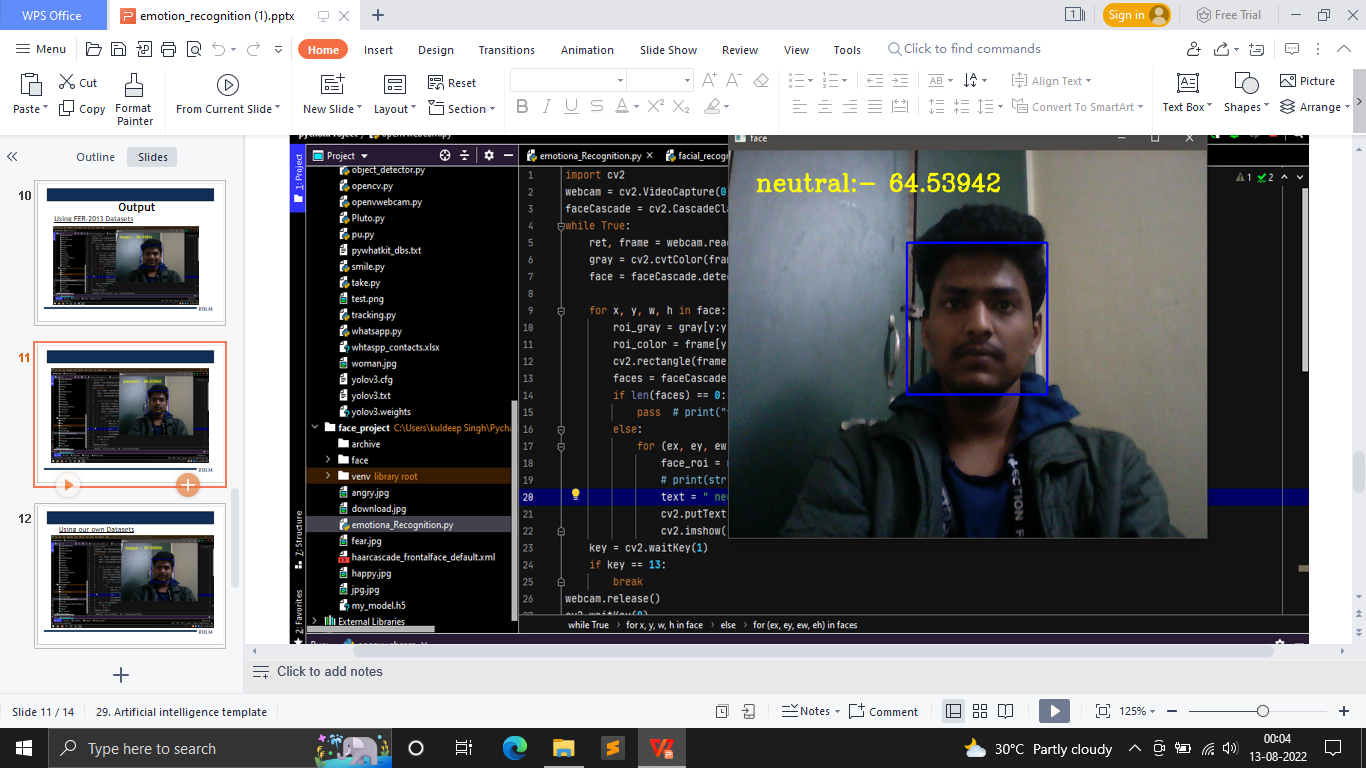 WPS Office
emotion_recognition (1).pptx
1
Sign in
Free Trial
Menu
Home
Insert
Design
Transitions
Animation
Slide Show
Review
View
Tools
Click to find commands
Paste
Cut
Copy
Format
Painter
From Current Slide
New Slide
Layout
Reset
Section
Align Text
Convert To SmartArt
Text Box
Shapes
Picture
Arrange
Outline
Slides
10
Output
Using FER-2013 Datasets
11
12
Using our own Datasets
1: Project
Project
object_detector.py
opencv.py
openvwebcam.py
Pluto.py
pu.py
pywhatkit_dbs.txt
smile.py
take.py
test.png
tracking.py
whatsapp.py
whtaspp_contacts.xlsx
woman.jpg
yolov3.cfg
yolov3.txt
yolov3.weights
face_project C:\Users\kuldeep Singh\Pycha
archive
face
venv library root
angry.jpg
download.jpg
emotiona_Recognition.py
fear.jpg
haarcascade_frontalface_default.xml
happy.jpg
jpg.jpg
my_model.h5
External Libraries
7: Structure
2: Favorites
emotiona_Recognition.py
facial_recog
1 import cv2
2 webcam = cv2.VideoCapture(0
3 faceCascade = cv2.CascadeCla
4 while True:
5 ret, frame = webcam.read
6 gray = cv2.cvtColor(fram
7 face = faceCascade.detec
8
9 for x, y, w, h in face:
10 roi_gray = gray[y:y
11 roi_color = frame[y
12 cv2.rectangle(frame
13 faces = faceCascade
14 if len(faces) == 0:
15 pass # print("
16 else:
17 for (ex, ey, ew
18 face_roi =
19 # print(str
20 text = " neu
21 cv2.putText
22 cv2.imshow(
23 key = cv2.waitKey(1)
24 if key == 13:
25 break
26 webcam.release()
while True
for x, y, w, h in face
else
for (ex, ey, ew, eh) in faces
face
neutral:- 64.53942
1
2
Click to add notes
Slide 11 / 14
29. Artificial intelligence template
Notes
Comment
125%
Type here to search
30°C Partly cloudy
00:04
13-08-2022